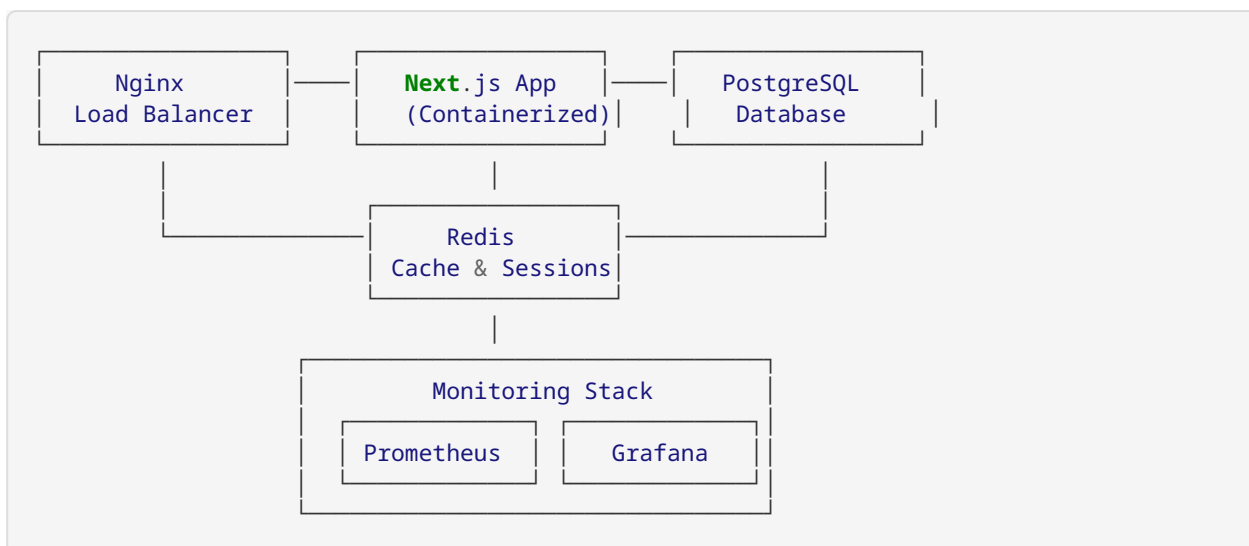 Nginx Next.js App PostgreSQL
Load Balancer (Containerized) Database
Redis
Cache & Sessions
Monitoring Stack
Prometheus Grafana